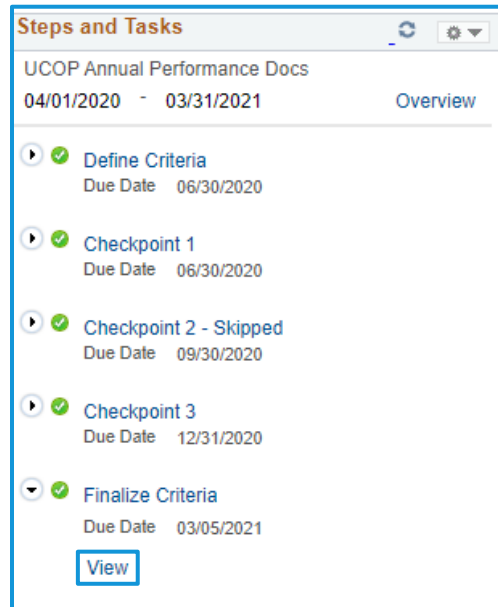 Steps and Tasks
UCOP Annual Performance Docs
04/01/2020 - 03/31/2021 Overview
Define Criteria
Due Date 06/30/2020
Checkpoint 1
Due Date 06/30/2020
Checkpoint 2 - Skipped
Due Date 09/30/2020
Checkpoint 3
Due Date 12/31/2020
Finalize Criteria
Due Date 03/05/2021
View